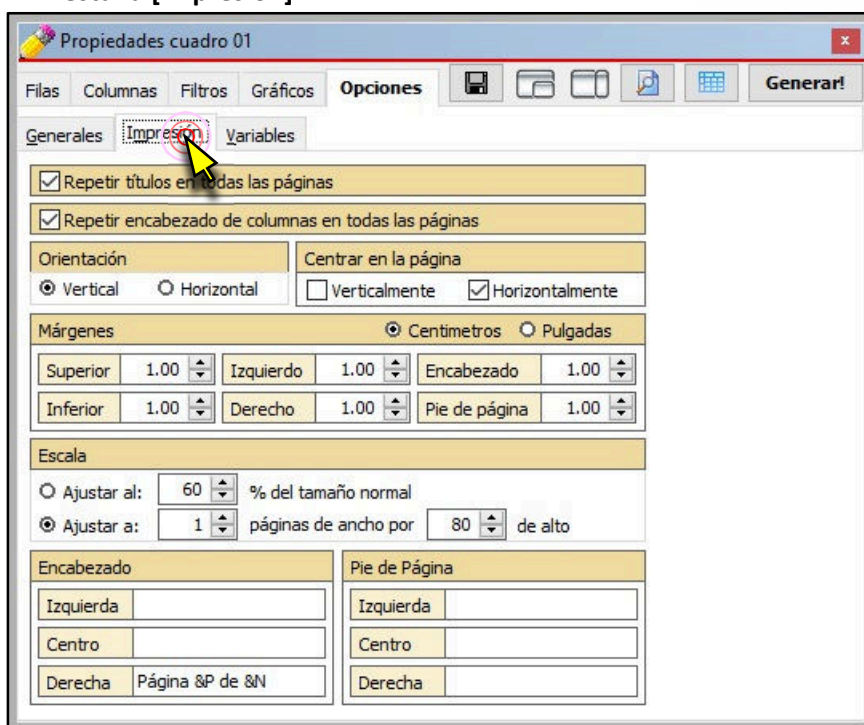 Propiedades cuadro 01
x
Filas Columnas Filtros Gráficos Opciones Generar!
Generales Impresión Variables
Repetir títulos en todas las páginas
Repetir encabezado de columnas en todas las páginas
Orientación Centrar en la página
Vertical Horizontal Verticalmente Horizontalmente
Márgenes Centimetros Pulgadas
Superior 1.00 Izquierdo 1.00 Encabezado 1.00
Inferior 1.00 Derecho 1.00 Pie de página 1.00
Escala
Ajustar al: 60 % del tamaño normal
Ajustar a: 1 páginas de ancho por 80 de alto
Encabezado Pie de Página
Izquierda Izquierda
Centro Centro
Derecha Página &P de &N Derecha